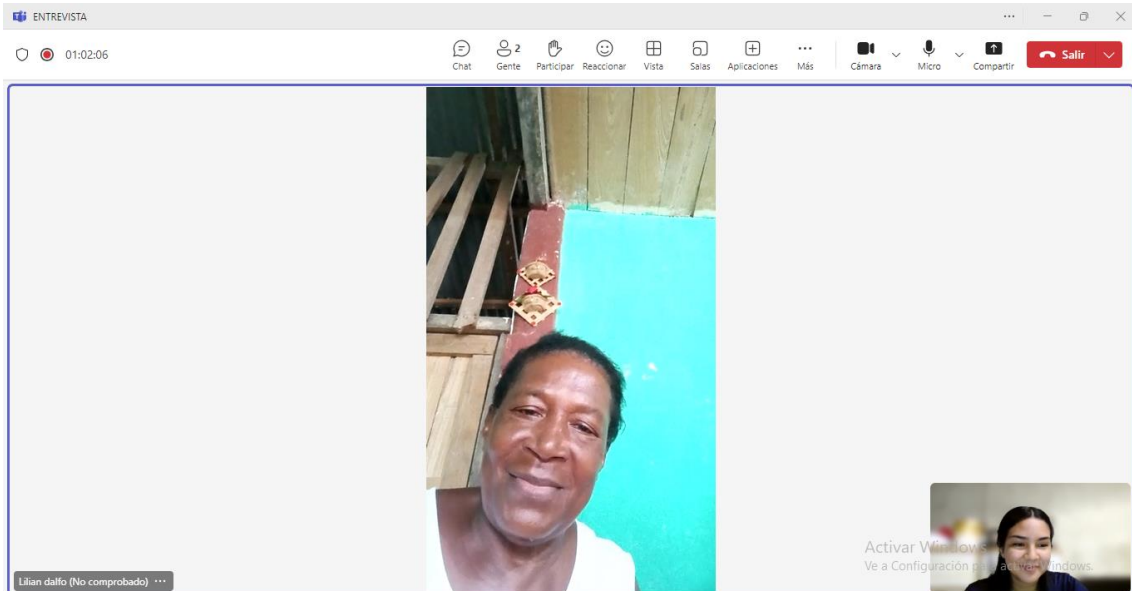 ENTREVISTA
01:02:06
2
Chat
Gente
Participar
Reaccionar
Vista
Salas
Aplicaciones
Más
Cámara
Micro
Compartir
Salir
Activar Windows
Ve a Configuración para activar Windows.
Lilian dalfo (No comprobado)